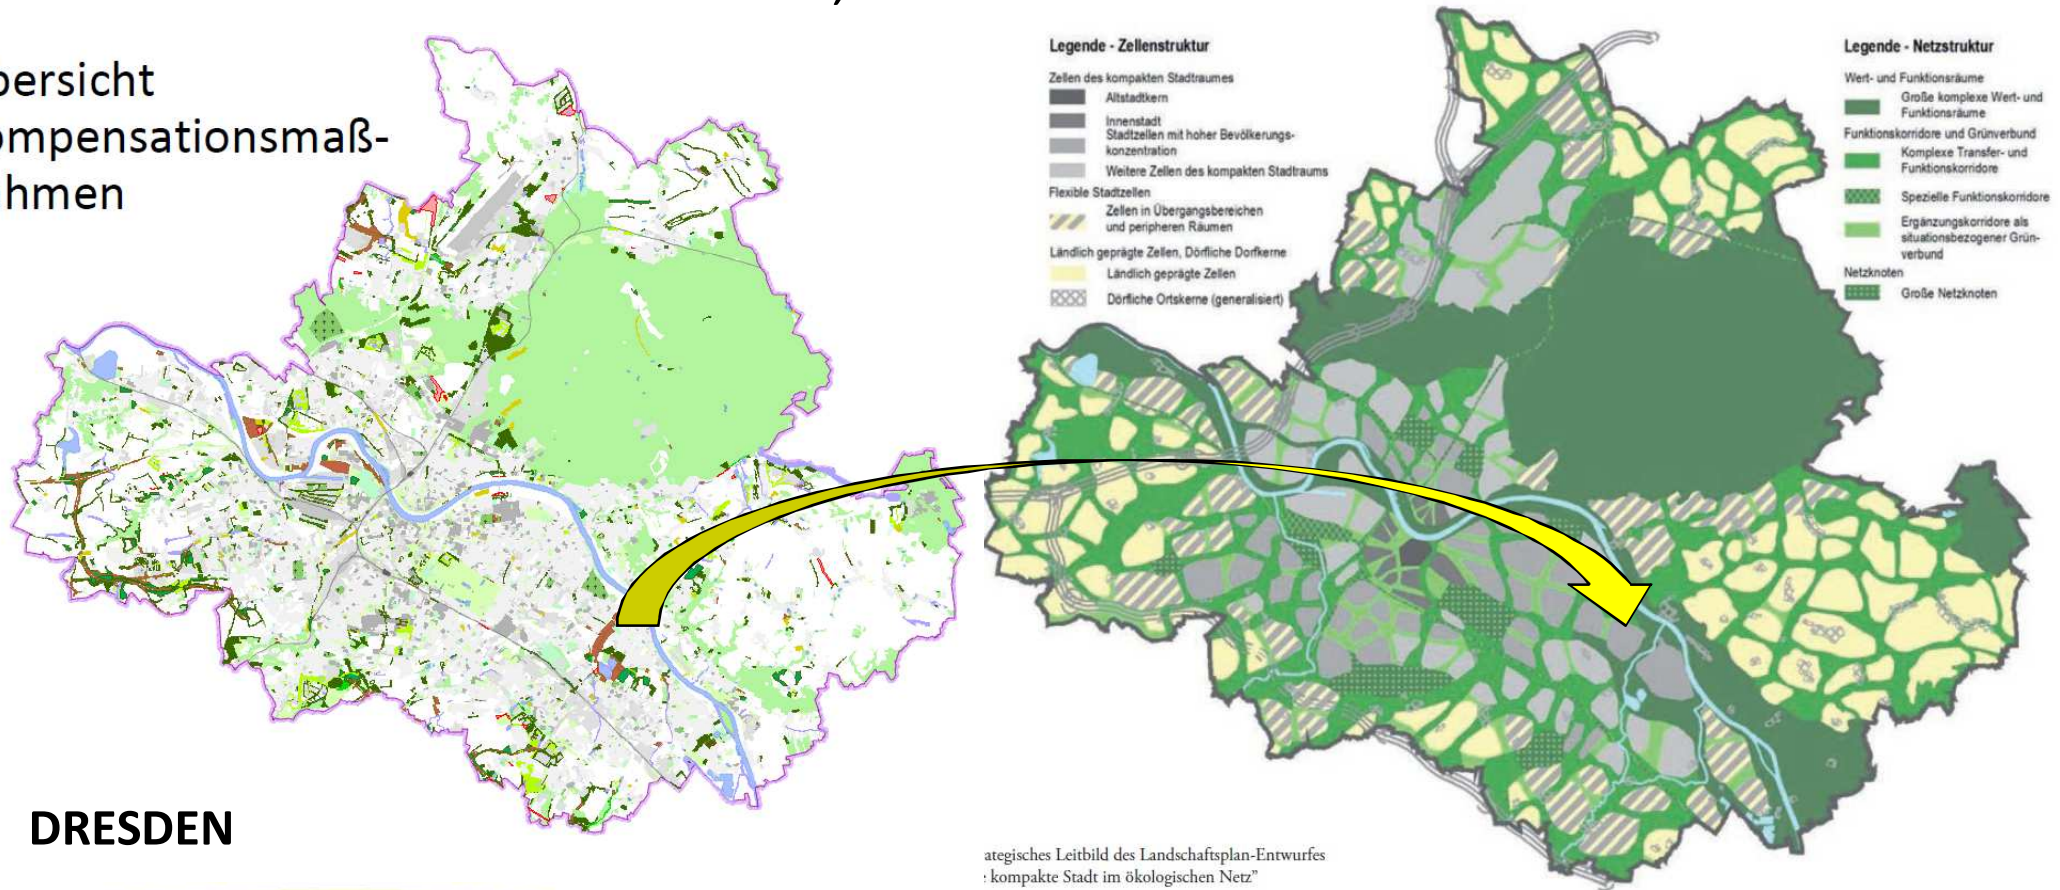 bersicht
ompensationsmaß-
hmen
DRESDEN
Legende - Zellenstruktur
Zellen des kompakten Stadtraumes
Altstadtkern
Innenstadt
Stadtzellen mit hoher Bevölkerungs-
konzentration
Weitere Zellen des kompakten Stadtraums
Flexible Stadtzellen
Zellen in Übergangsbereichen
und peripheren Räumen
Ländlich geprägte Zellen, Dörfliche Dorfkerne
Ländlich geprägte Zellen
Dörfliche Ortskerne (generalisiert)
Legende - Netzstruktur
Wert- und Funktionsräume
Große komplexe Wert- und
Funktionsräume
Funktionskorridore und Grünverbund
Komplexe Transfer- und
Funktionskorridore
Spezielle Funktionskorridore
Ergänzungskorridore als
situationsbezogener Grün-
verbund
Netzknoten
Große Netzknoten
ategisches Leitbild des Landschaftsplan-Entwurfes
kompakte Stadt im ökologischen Netz”